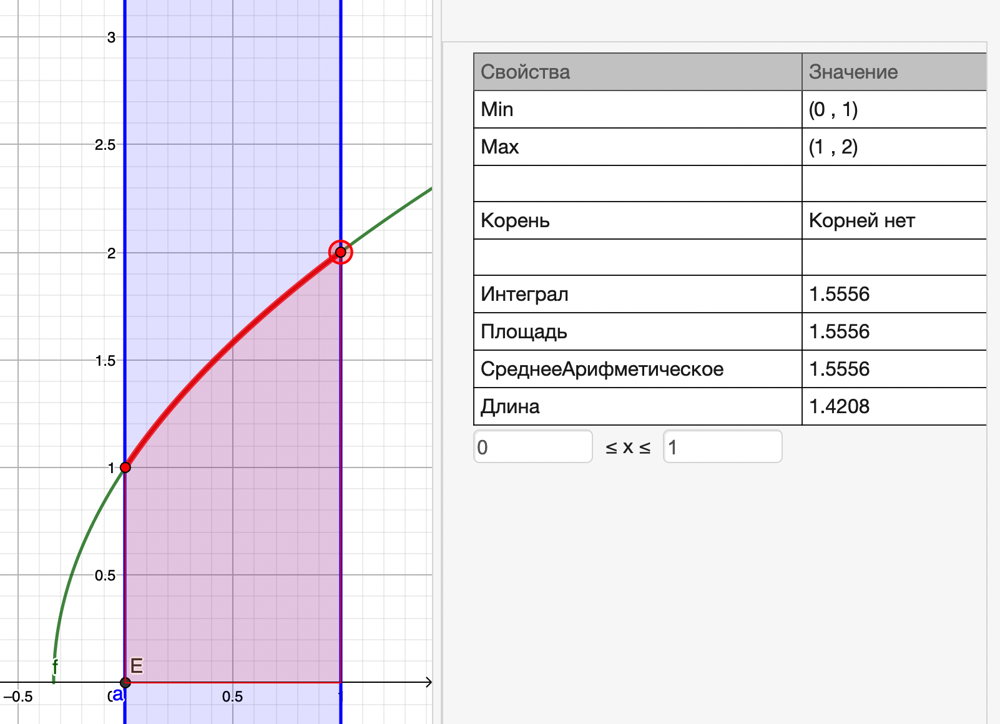 3
2.5
2
1.5
1
0.5
f
E
a
-0.5
0.5
1
Свойства Значение
Min (0 , 1)
Max (1 , 2)
Корень Корней нет
Интеграл 1.5556
Площадь 1.5556
СреднееАрифметическое 1.5556
Длина 1.4208
0 ≤ x ≤ 1